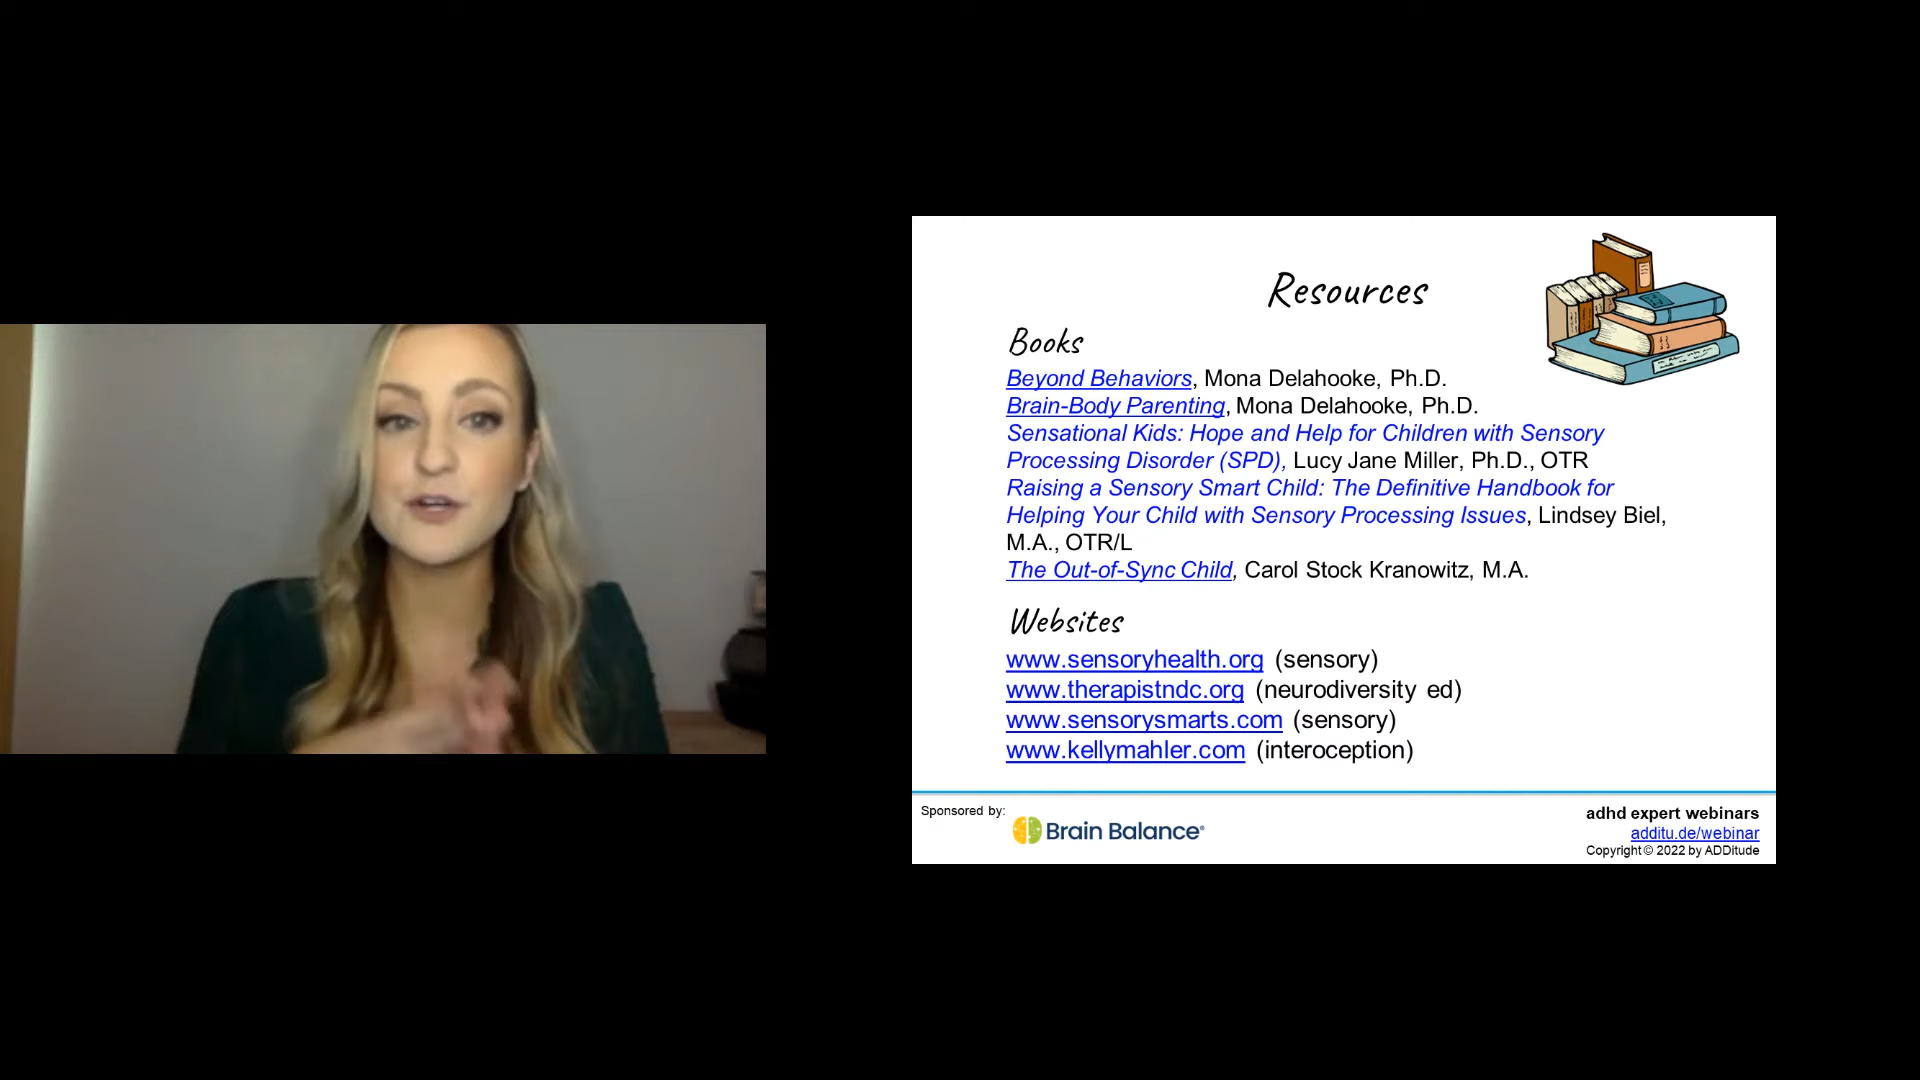 Resources
Books
Beyond Behaviors, Mona Delahooke, Ph.D.
Brain-Body Parenting, Mona Delahooke, Ph.D.
Sensational Kids: Hope and Help for Children with Sensory
Processing Disorder (SPD), Lucy Jane Miller, Ph.D., OTR
Raising a Sensory Smart Child: The Definitive Handbook for
Helping Your Child with Sensory Processing Issues, Lindsey Biel,
M.A., OTR/L
The Out-of-Sync Child, Carol Stock Kranowitz, M.A.
Websites
www.sensoryhealth.org (sensory)
www.therapistndc.org (neurodiversity ed)
www.sensorysmarts.com (sensory)
www.kellymahler.com (interoception)
Sponsored by:
Brain Balance®
adhd expert webinars
additu.de/webinar
Copyright © 2022 by ADDitude